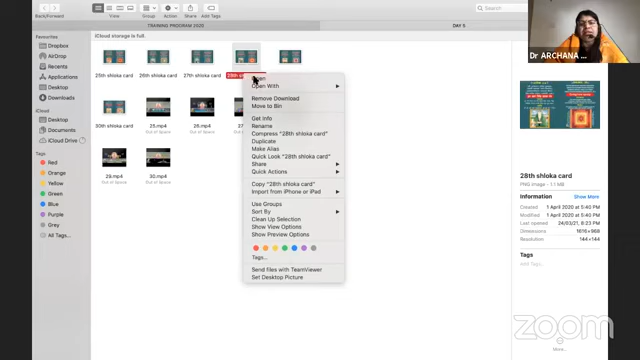 Back/Forward
View
Group
Action
Share
Add Tags
Search
TRAINING PROGRAM 2020
DAY 5
iCloud storage is full.
Favourites
Dropbox
AirDrop
Recents
Applications
Desktop
Downloads
iCloud
Desktop
Documents
iCloud Drive
Tags
Red
Orange
Yellow
Green
Blue
Purple
Grey
All Tags...
25th shloka card
26th shloka card
27th shloka card
30th shloka card
25.mp4
Out of Space
26.mp4
Out of Space
29.mp4
Out of Space
30.mp4
Out of Space
Open
Open With
Remove Download
Move to Bin
Get Info
Rename
Compress "28th shloka card"
Duplicate
Make Alias
Quick Look "28th shloka card"
Share
Quick Actions
Copy "28th shloka card"
Import from iPhone or iPad
Use Groups
Sort By
Clean Up Selection
Show View Options
Show Preview Options
Tags...
Send files with TeamViewer
Set Desktop Picture
Dr ARCHANA
28th shloka card
PNG image - 1.1 MB
Information
Show More
Created
1 April 2020 at 5:40 PM
Modified
1 April 2020 at 5:40 PM
Last opened
24/03/21, 8:23 PM
Dimensions
1616×968
Resolution
144×144
Tags
Add Tags...
More...
LIVE
zoom